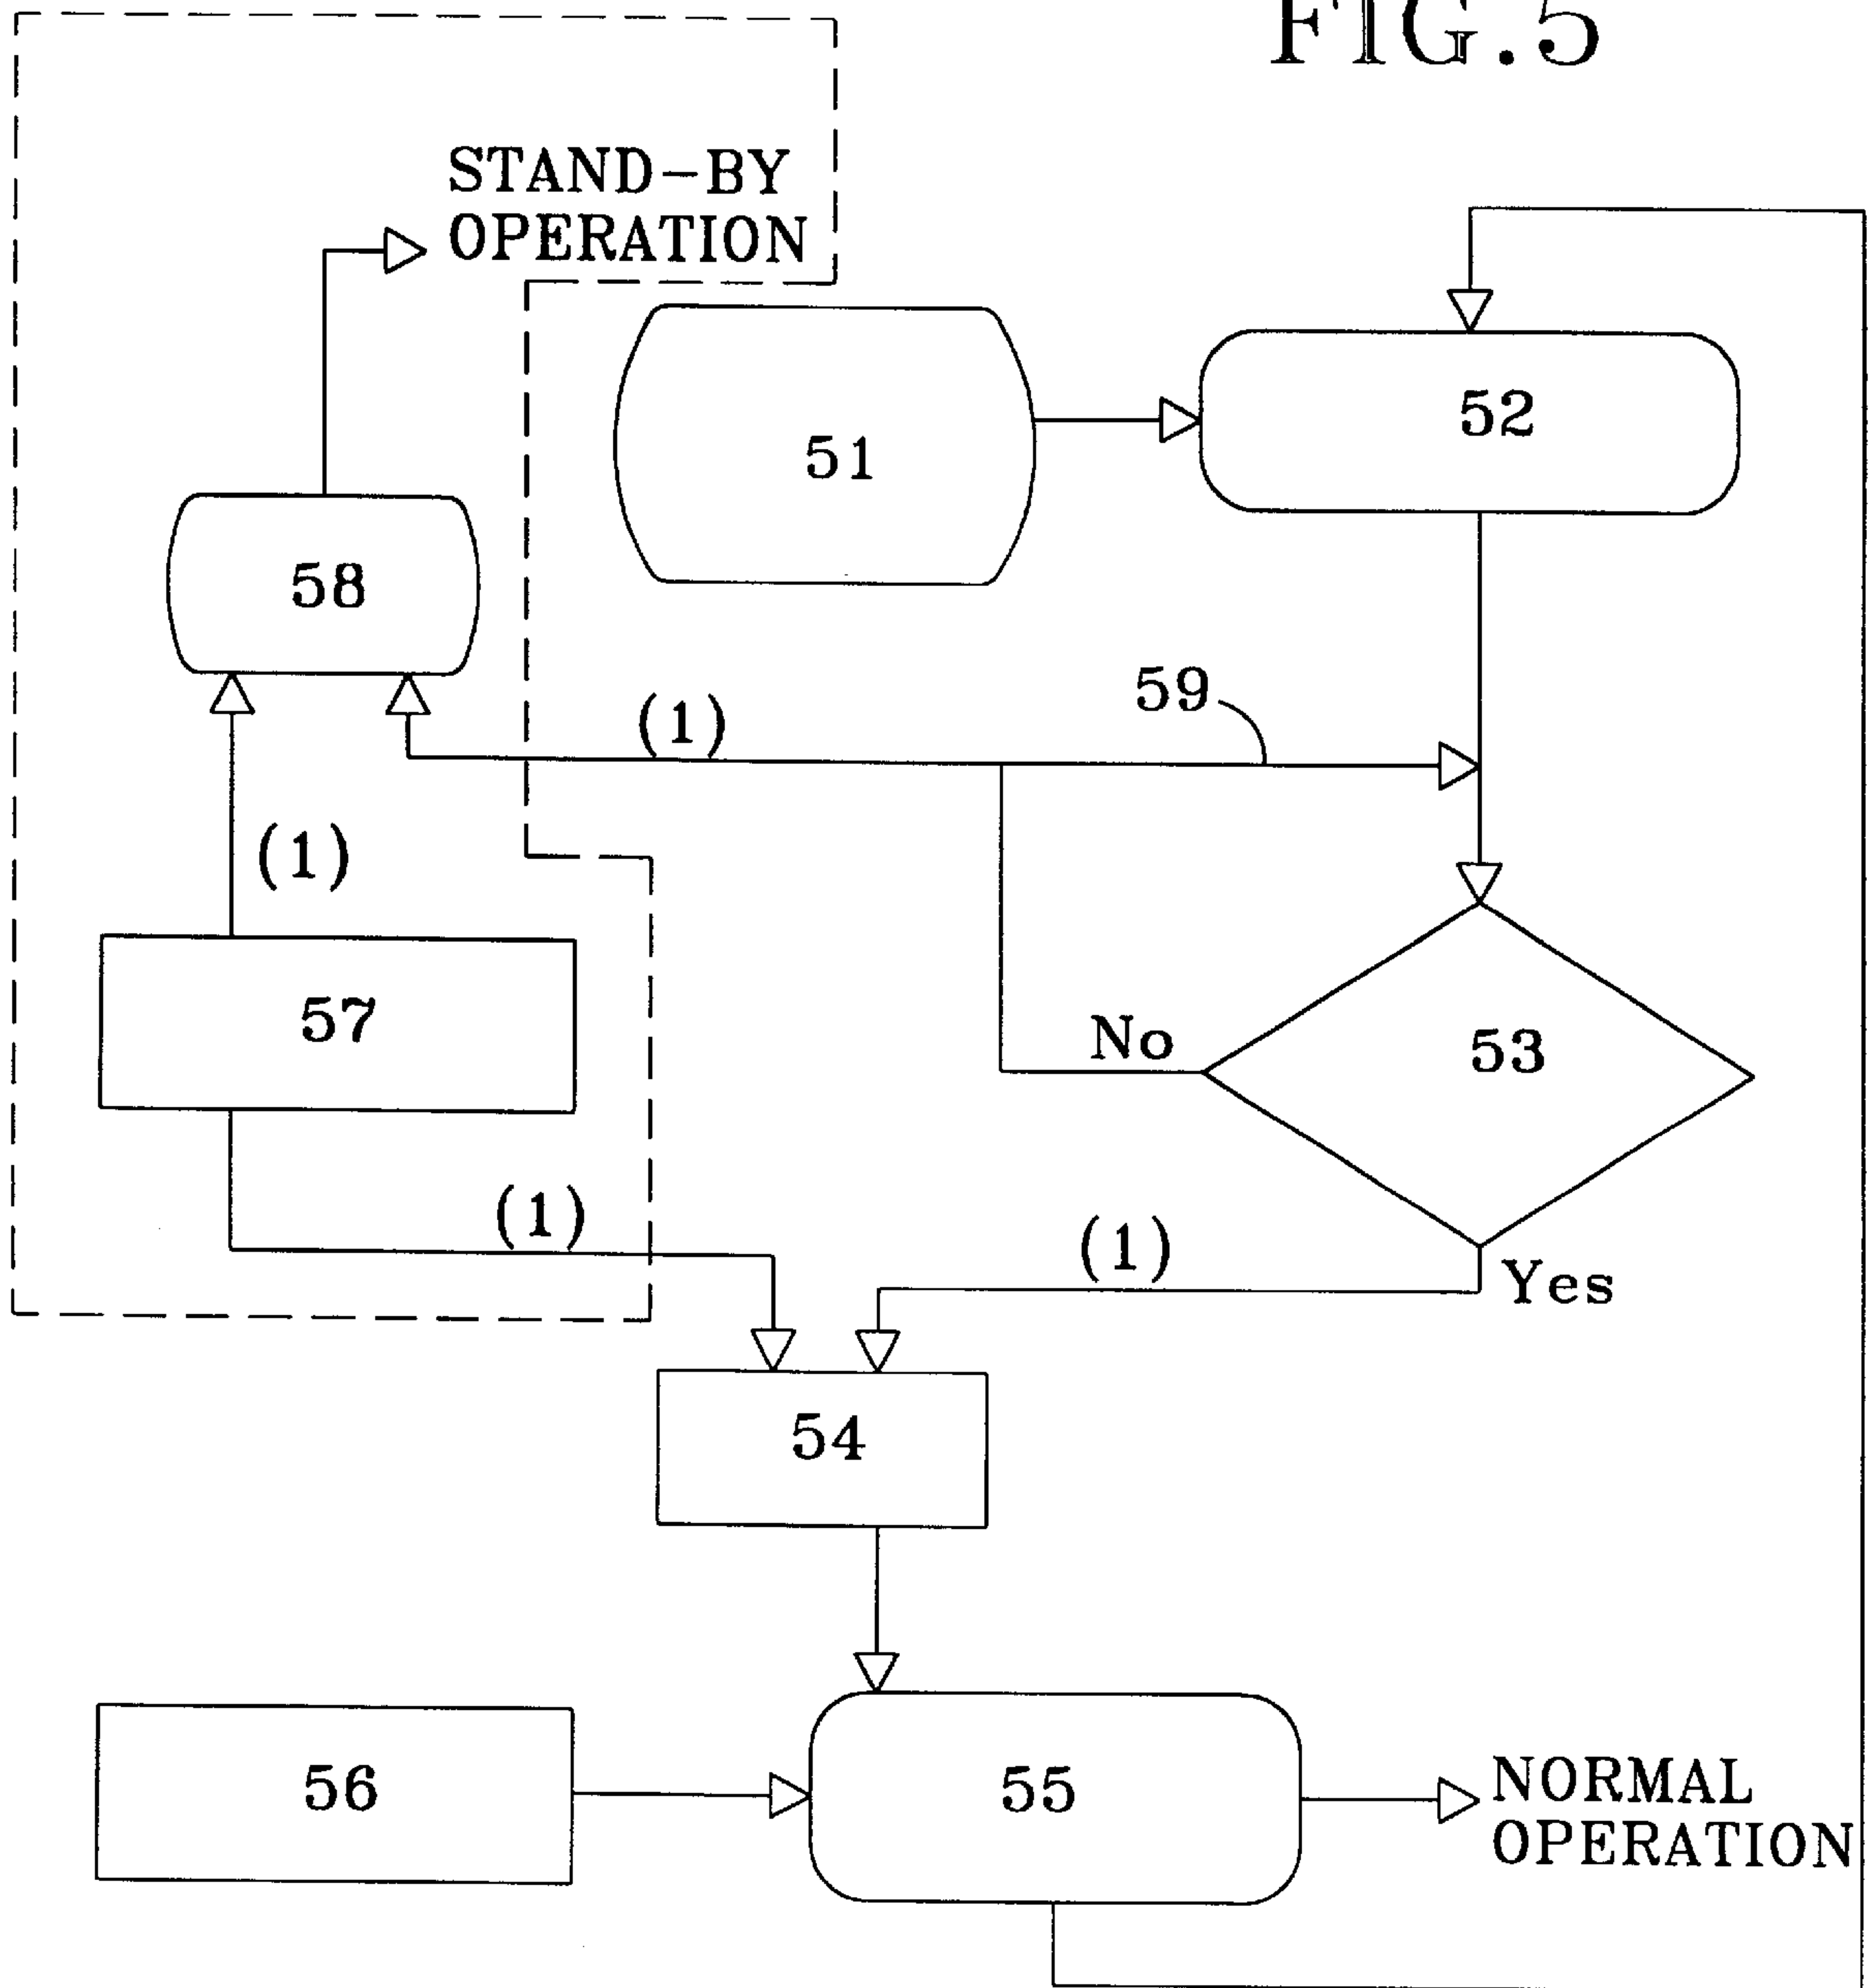 FIG.5
STAND-BY
OPERATION
52
51
58
59
(1)
(1)
57
No
53
(1)
(1)
Yes
54
56
55
NORMAL
OPERATION